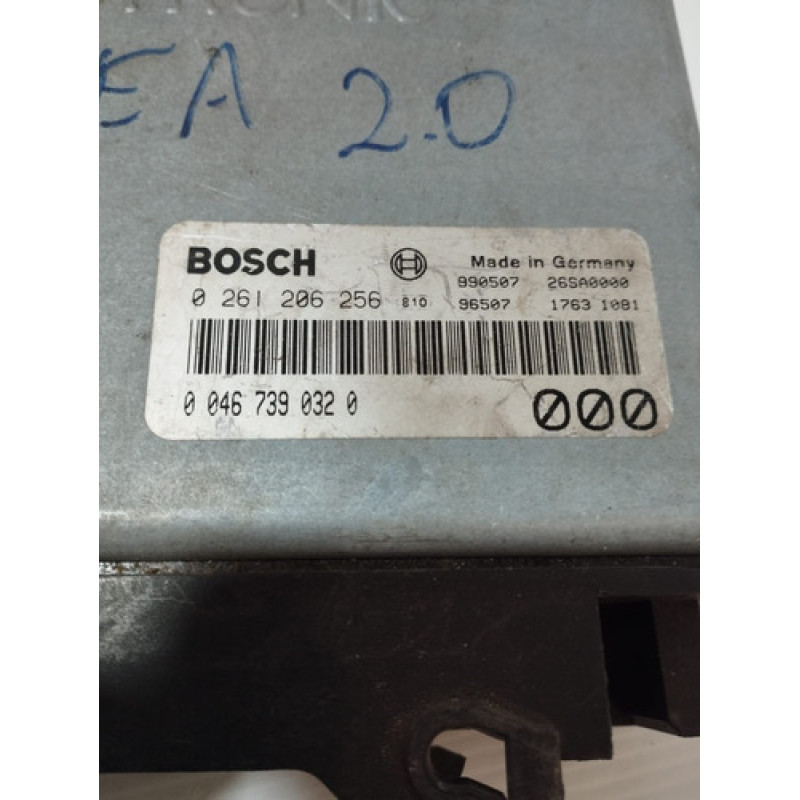 EA 2.0
BOSCH
Made in Germany
0 261 206 256 810
990507 26SA0000
96507 1763 1081
0 046 739 032 0
000